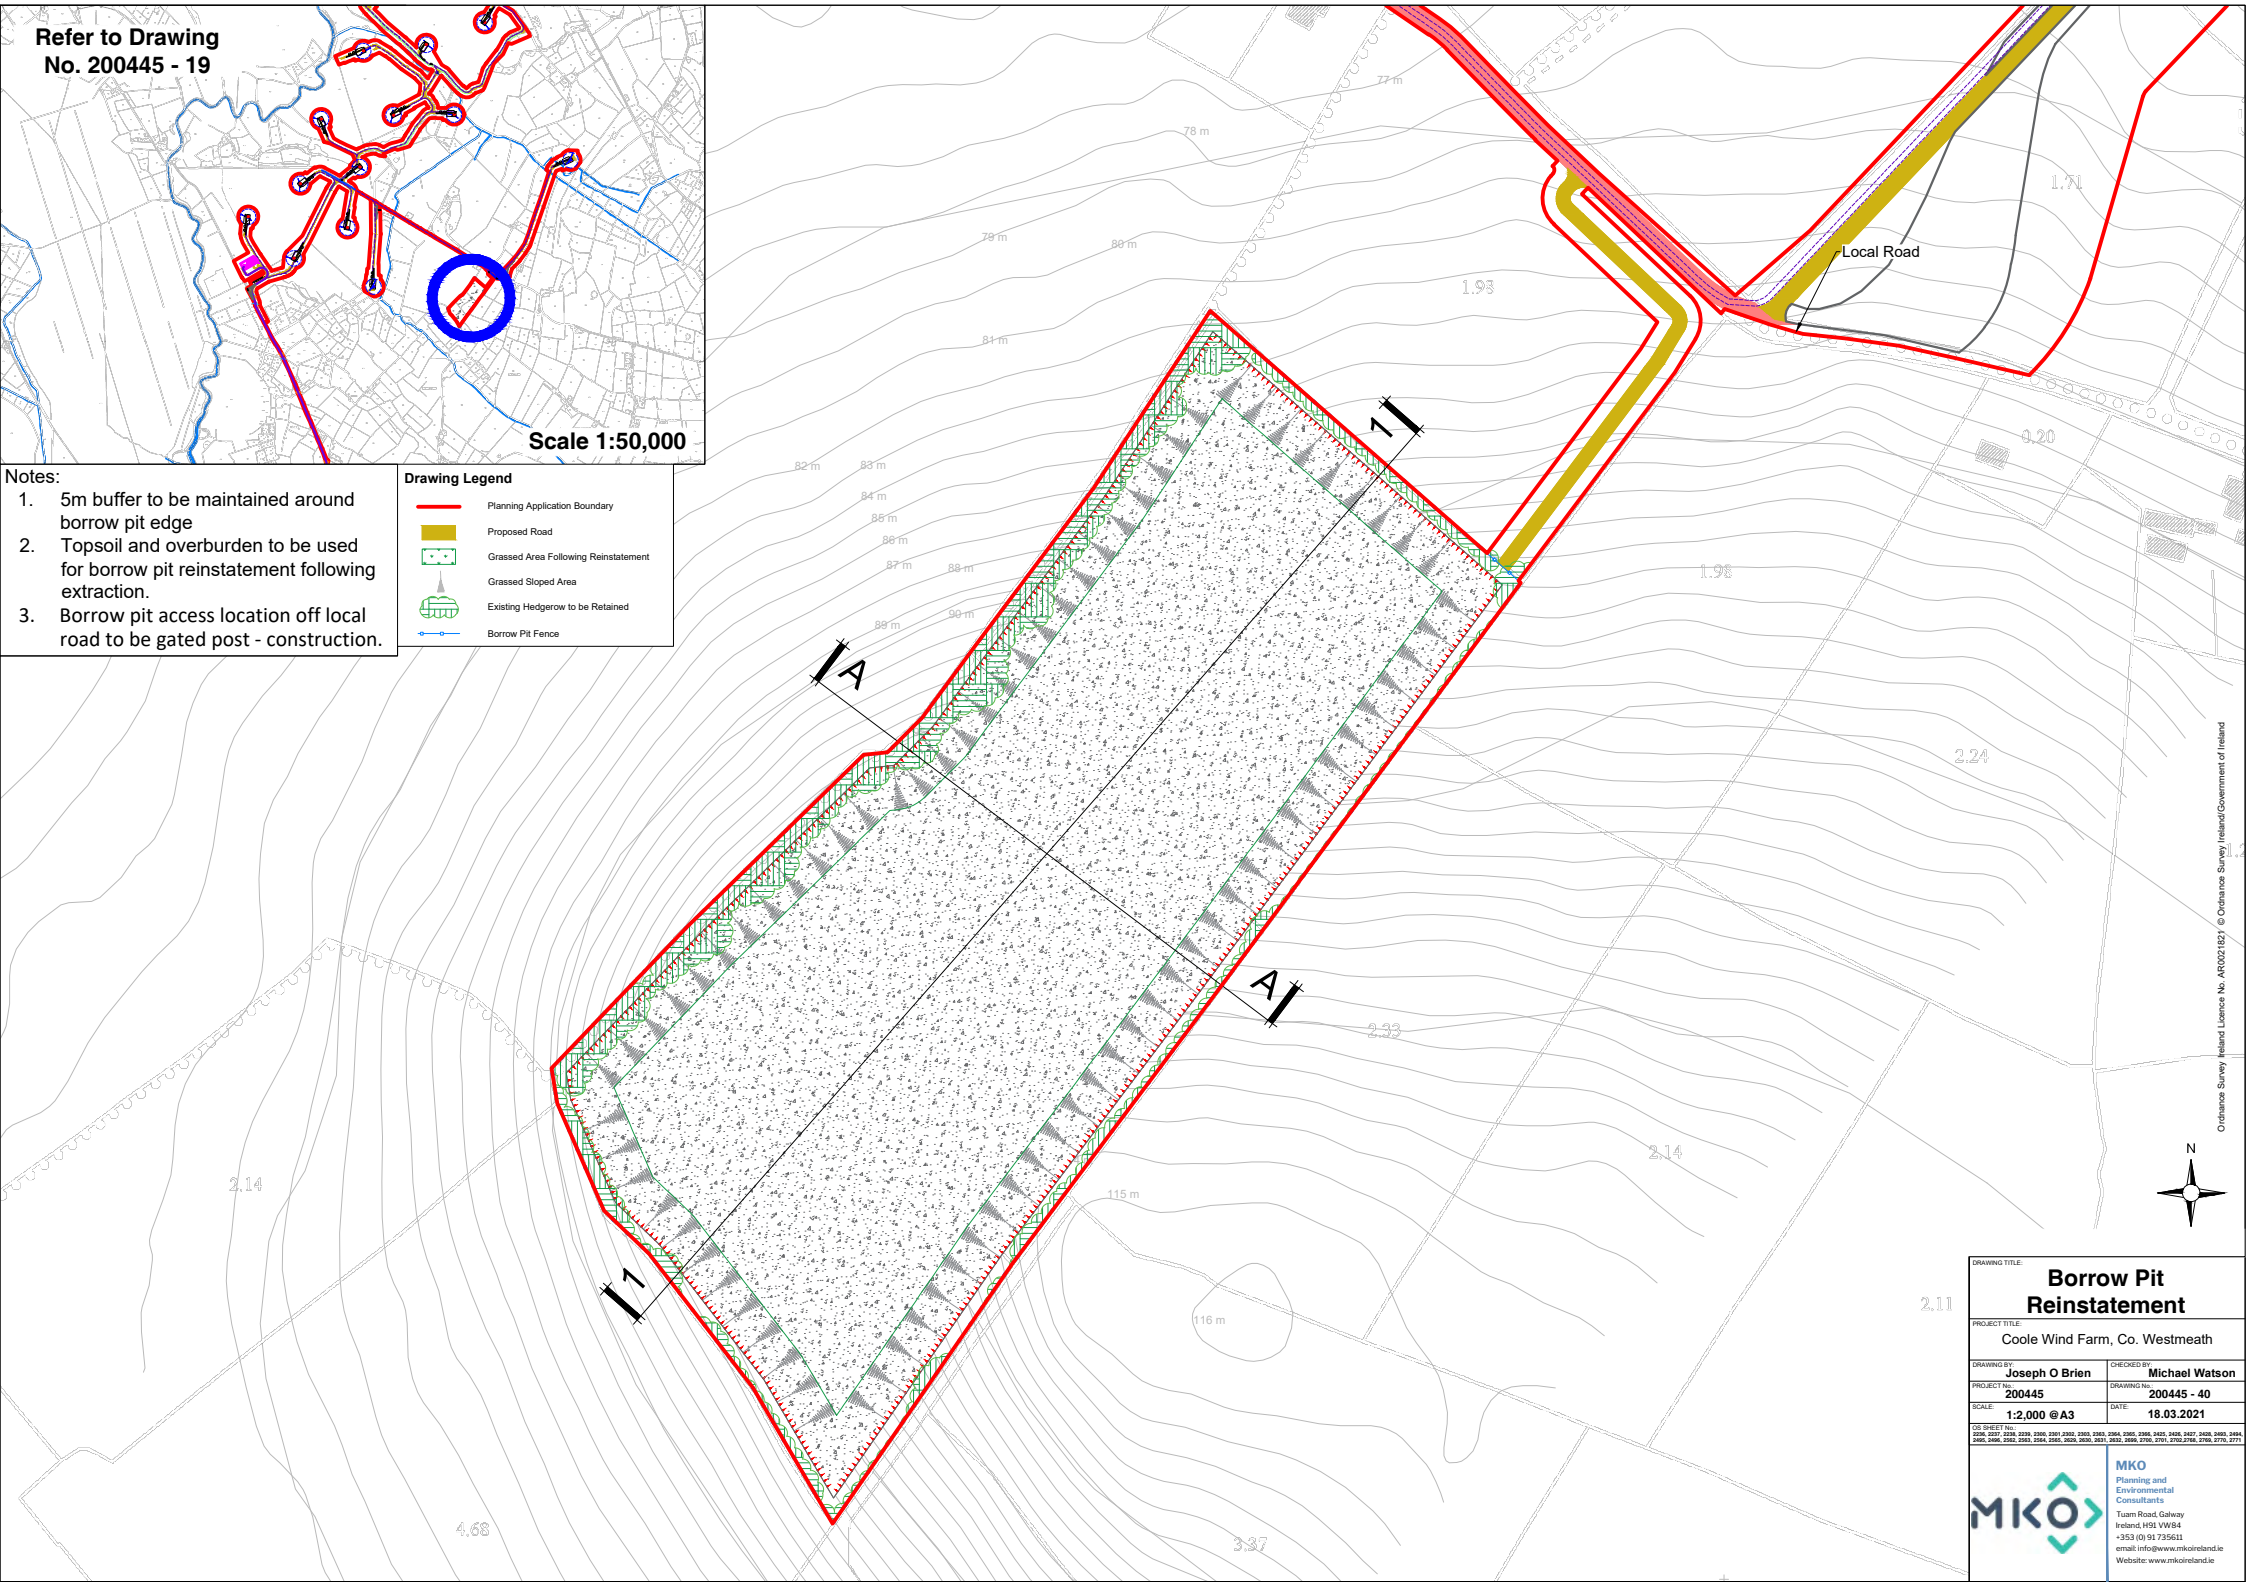 Refer to Drawing
No. 200445 - 19
Scale 1:50,000
Notes:
1. 5m buffer to be maintained around
borrow pit edge
2. Topsoil and overburden to be used
for borrow pit reinstatement following
extraction.
3. Borrow pit access location off local
road to be gated post - construction.
Drawing Legend
Planning Application Boundary
Proposed Road
Grassed Area Following Reinstatement
Grassed Sloped Area
Existing Hedgerow to be Retained
Borrow Pit Fence
77 m
78 m
79 m
80 m
81 m
82 m
83 m
84 m
85 m
86 m
87 m
88 m
90 m
89 m
115 m
116 m
1.71
Local Road
1.93
0.20
1.98
2.24
2.33
2.14
2.14
2.11
4.68
3.37
1
A
A
1
Ordnance Survey Ireland Licence No. AR0021821 © Ordnance Survey Ireland/Government of Ireland
N
DRAWING TITLE:
Borrow Pit
Reinstatement
PROJECT TITLE:
Coole Wind Farm, Co. Westmeath
DRAWING BY:
Joseph O Brien
CHECKED BY:
Michael Watson
PROJECT No.:
200445
DRAWING No.:
200445 - 40
SCALE:
1:2,000 @A3
DATE:
18.03.2021
OS SHEET No.:
MKO
MKO
Planning and
Environmental
Consultants
Tuam Road, Galway
Ireland, H91 VW84
+353 (0) 91 735611
email: info@www.mkoireland.ie
Website: www.mkoireland.ie